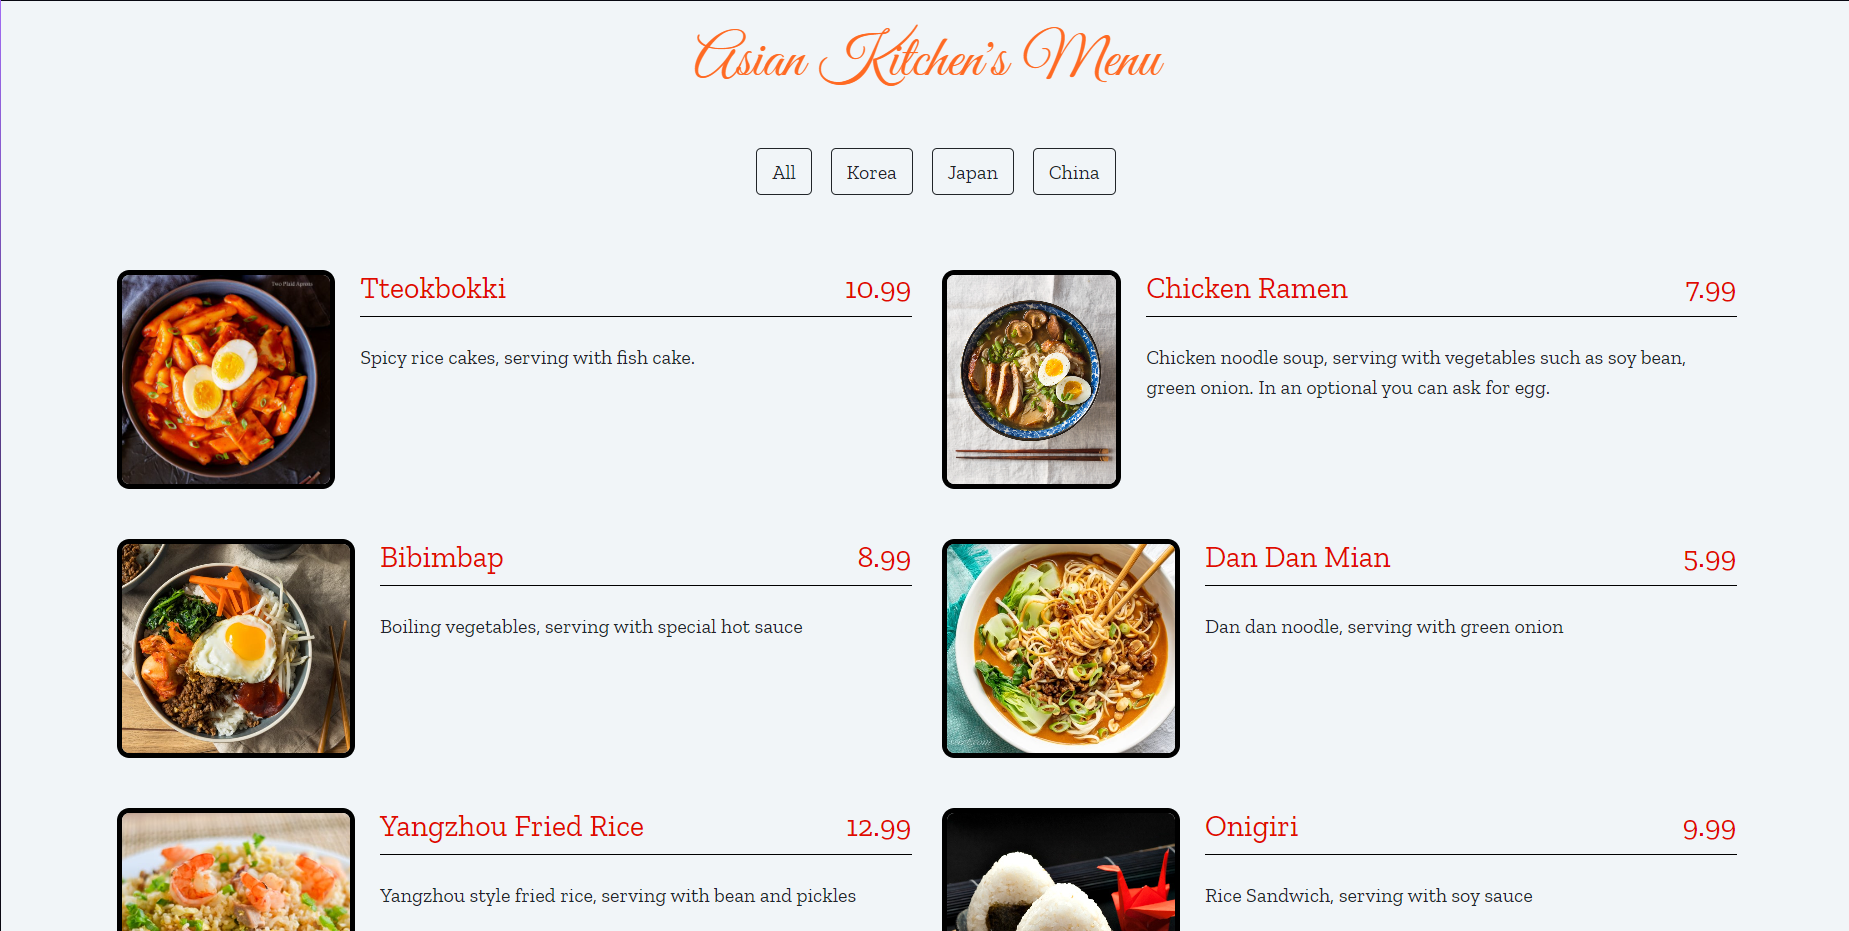 Asian Kitchen's Menu
All
Korea
Japan
China
Two Plaid Aprons
Tteokbokki 10.99
Spicy rice cakes, serving with fish cake.
Chicken Ramen 7.99
Chicken noodle soup, serving with vegetables such as soy bean,
green onion. In an optional you can ask for egg.
Bibimbap 8.99
Boiling vegetables, serving with special hot sauce
Dan Dan Mian 5.99
Dan dan noodle, serving with green onion
Yangzhou Fried Rice 12.99
Yangzhou style fried rice, serving with bean and pickles
Onigiri 9.99
Rice Sandwich, serving with soy sauce